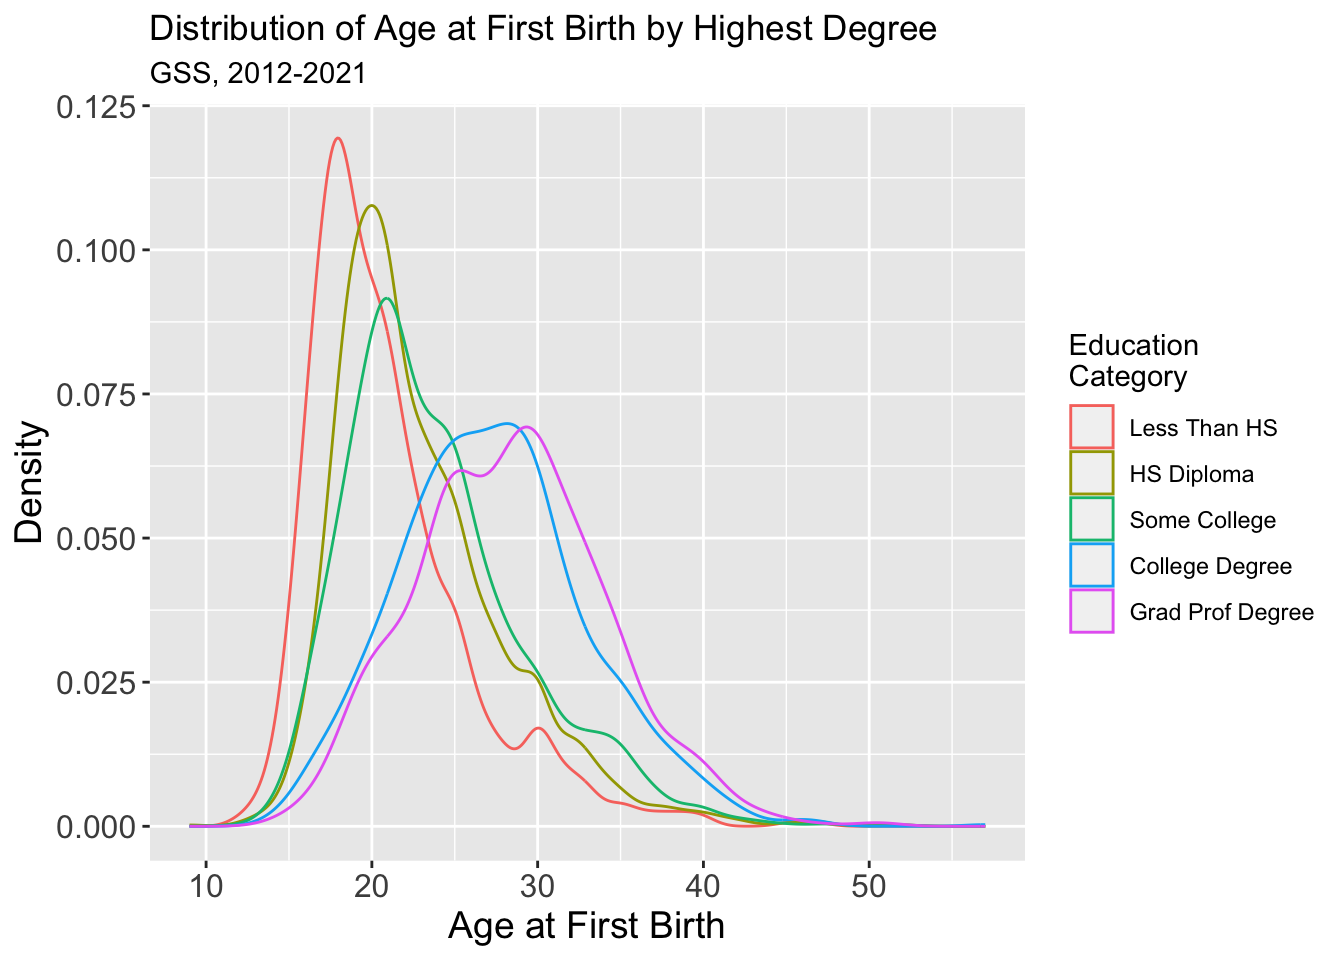 Distribution of Age at First Birth by Highest Degree
GSS, 2012-2021
0.125
0.100
0.075
0.050
0.025
0.000
Density
10 20 30 40 50
Age at First Birth
Education
Category
Less Than HS
HS Diploma
Some College
College Degree
Grad Prof Degree